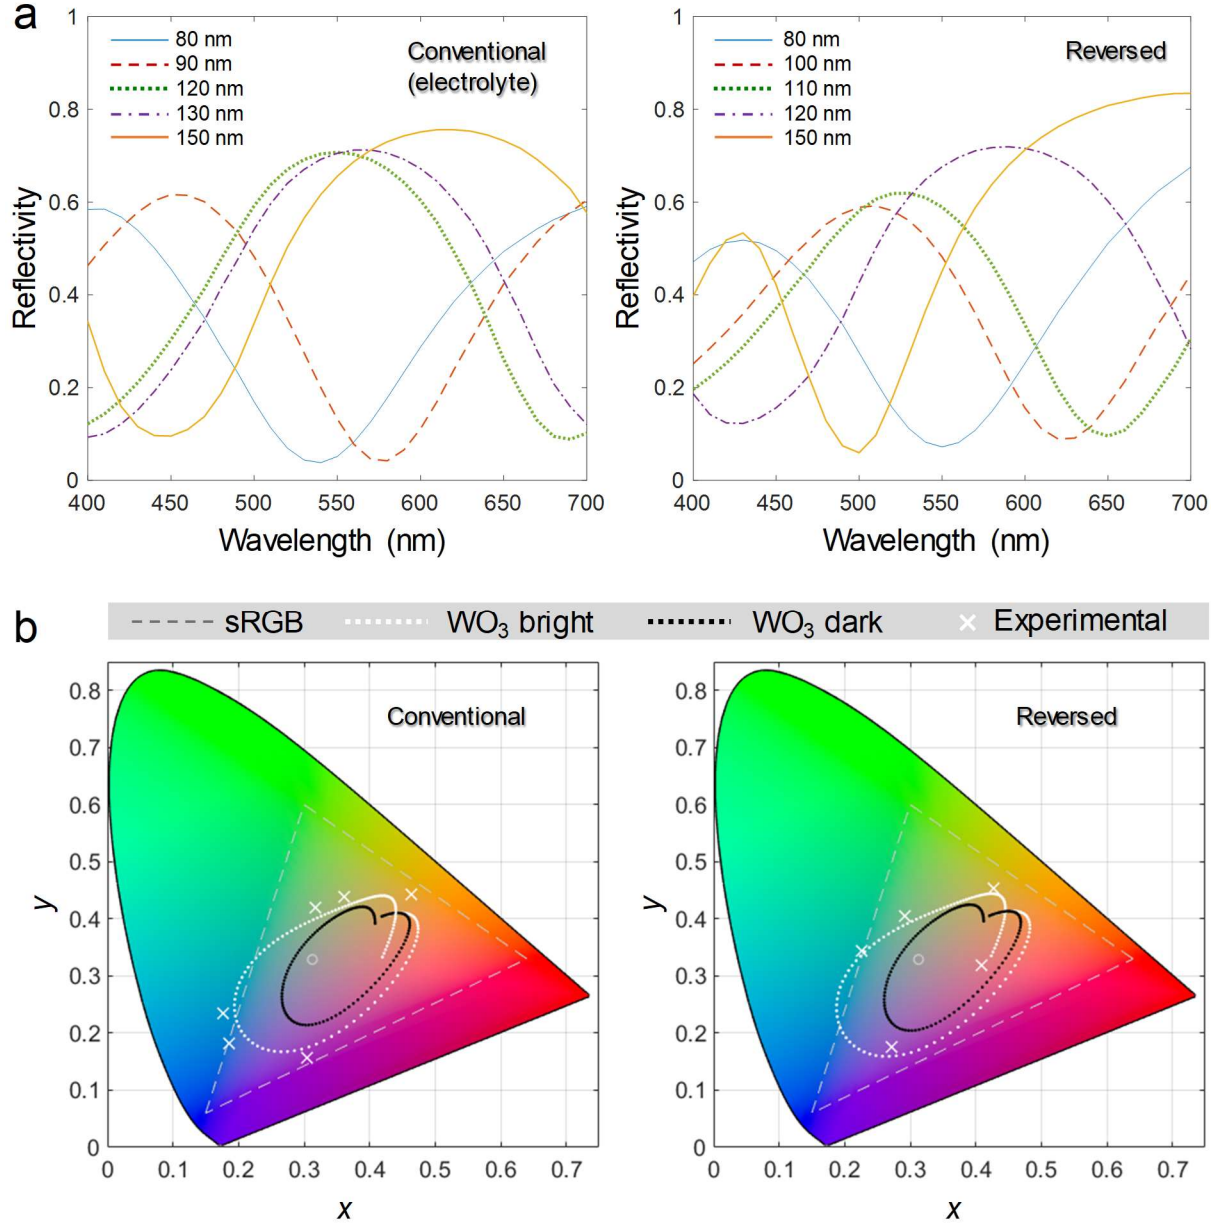 a
1
0.8
0.6
0.4
0.2
0
Reflectivity
80 nm
90 nm
120 nm
130 nm
150 nm
Conventional
(electrolyte)
400 450 500 550 600 650 700
Wavelength (nm)
1
0.8
0.6
0.4
0.2
0
Reflectivity
80 nm
100 nm
110 nm
120 nm
150 nm
Reversed
400 450 500 550 600 650 700
Wavelength (nm)
b
sRGB WO3 bright WO3 dark × Experimental
0.8
0.7
0.6
0.5
0.4
0.3
0.2
0.1
0
y
Conventional
0 0.1 0.2 0.3 0.4 0.5 0.6 0.7
x
0.8
0.7
0.6
0.5
0.4
0.3
0.2
0.1
0
y
Reversed
0 0.1 0.2 0.3 0.4 0.5 0.6 0.7
x